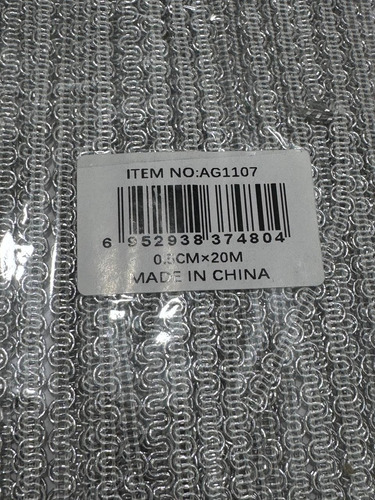 ITEM NO:AG1107
6 952938 374804
0.8CM×20M
MADE IN CHINA